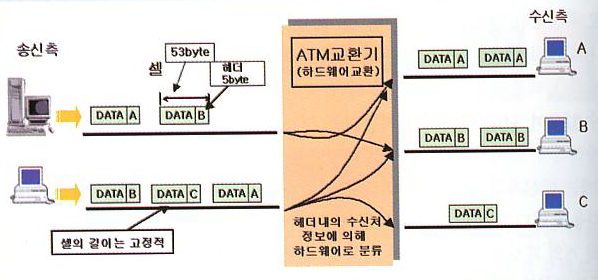 송신측
셀
53byte
헤더
5byte
DATA A
DATA B
DATA B
DATA C
DATA A
셀의 길이는 고정적
ATM교환기
(하드웨어교환)
헤더내의 수신처
정보에 의해
하드웨어로 분류
수신측
A
DATA A
DATA A
B
DATA B
DATA B
C
DATA C